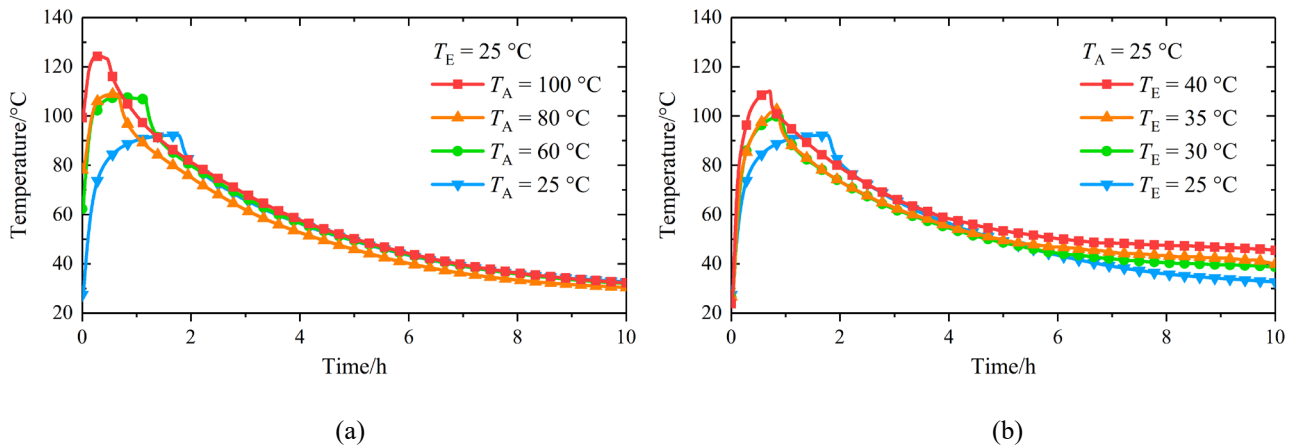 140
120
100
80
60
40
20
Temperature/°C
0
2
4
6
8
10
Time/h
T_E = 25 °C
T_A = 100 °C
T_A = 80 °C
T_A = 60 °C
T_A = 25 °C
(a)
140
120
100
80
60
40
20
Temperature/°C
0
2
4
6
8
10
Time/h
T_A = 25 °C
T_E = 40 °C
T_E = 35 °C
T_E = 30 °C
T_E = 25 °C
(b)